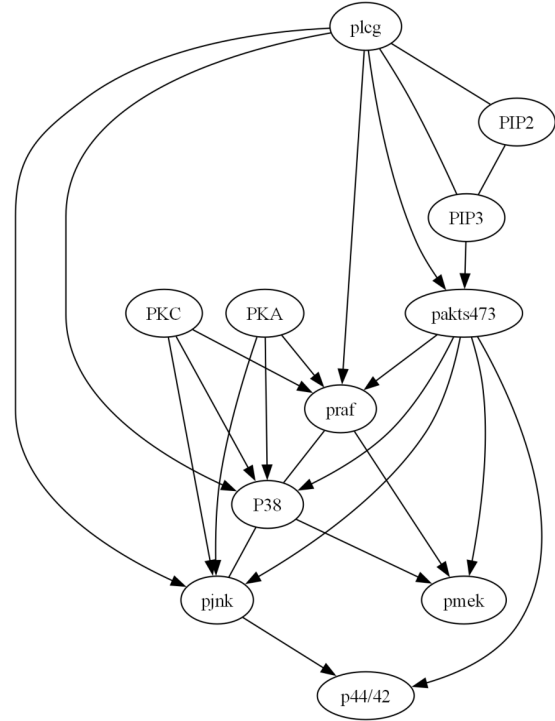 plcg
PIP2
PIP3
PKC
PKA
pakts473
praf
P38
pjnk
pmek
p44/42